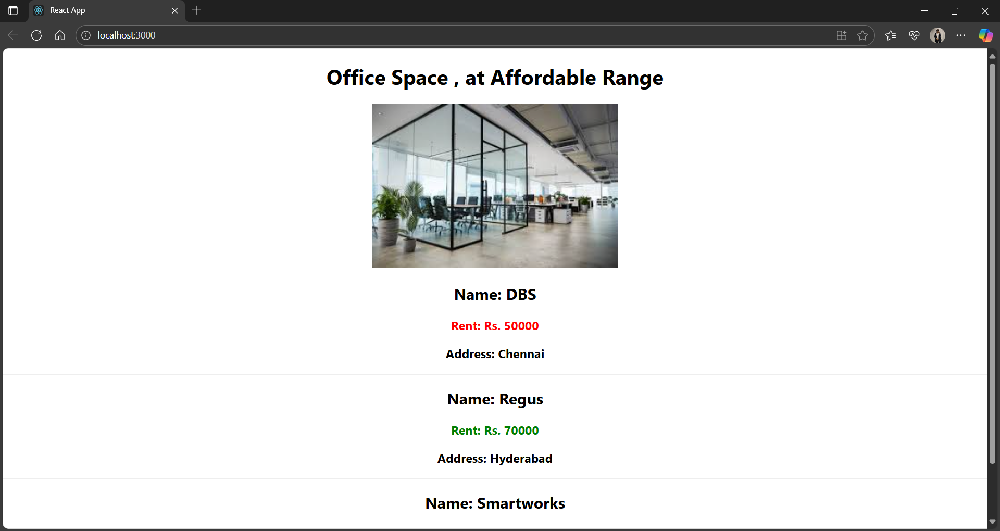 React App
localhost:3000
Office Space , at Affordable Range
Name: DBS
Rent: Rs. 50000
Address: Chennai
Name: Regus
Rent: Rs. 70000
Address: Hyderabad
Name: Smartworks